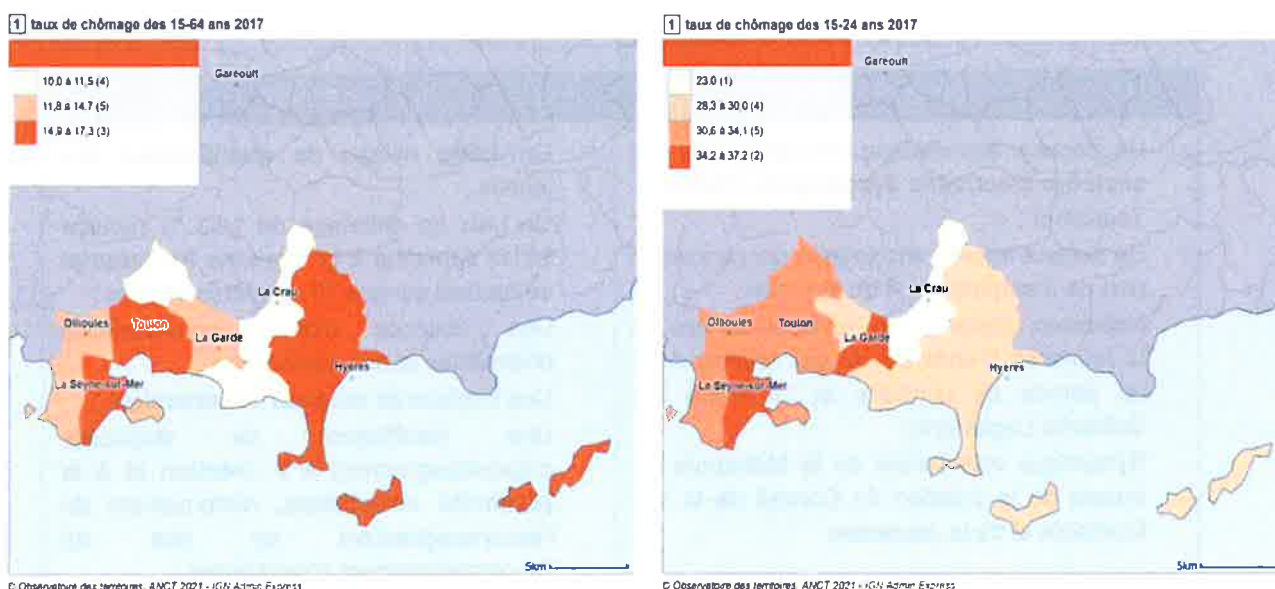 1 taux de chômage des 15-64 ans 2017
10,0 à 11,5 (4)
11,8 à 14,7 (5)
14,9 à 17,3 (3)
Garéoult
La Crau
Ollioules
Toulon
La Garde
Hyères
La Seyne-sur-Mer
5km
© Observatoire des territoires, ANCT 2021 - IGN Admin Express
1 taux de chômage des 15-24 ans 2017
23,0 (1)
28,3 à 30,0 (4)
30,6 à 34,1 (5)
34,2 à 37,2 (2)
Garéoult
La Crau
Ollioules
Toulon
La Garde
Hyères
La Seyne-sur-Mer
5km
© Observatoire des territoires, ANCT 2021 - IGN Admin Express